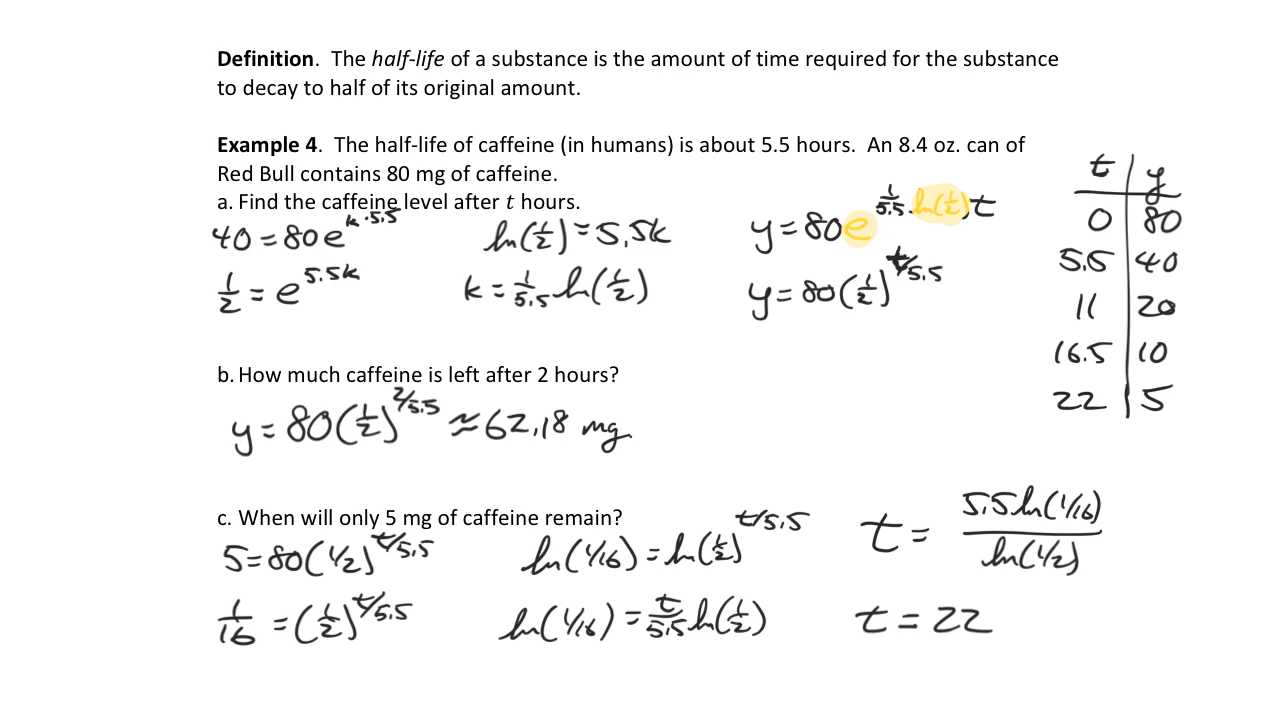 Definition. The half-life of a substance is the amount of time required for the substance
to decay to half of its original amount.
Example 4. The half-life of caffeine (in humans) is about 5.5 hours. An 8.4 oz. can of
Red Bull contains 80 mg of caffeine.
a. Find the caffeine level after t hours.
40 = 80e^(k·5.5)
1/2 = e^(5.5k)
ln(1/2) = 5.5k
k = 1/5.5 ln(1/2)
y = 80e^(1/5.5·ln(1/2)t)
y = 80(1/2)^(t/5.5)
t | y
0 | 80
5.5 | 40
11 | 20
16.5 | 10
22 | 5
b. How much caffeine is left after 2 hours?
y = 80(1/2)^(2/5.5) ≈ 62.18 mg
c. When will only 5 mg of caffeine remain?
5 = 80(1/2)^(t/5.5)
1/16 = (1/2)^(t/5.5)
ln(1/16) = ln(1/2)^(t/5.5)
ln(1/16) = t/5.5 ln(1/2)
t = 5.5 ln(1/16) / ln(1/2)
t = 22